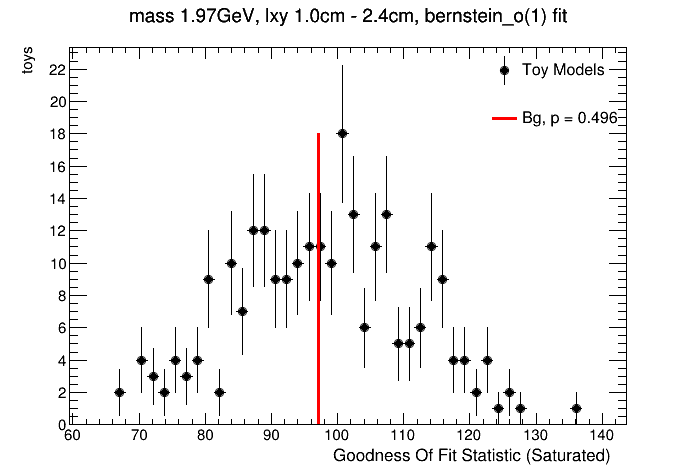 mass 1.97GeV, lxy 1.0cm - 2.4cm, bernstein_o(1) fit
toys
Toy Models
Bg, p = 0.496
22
20
18
16
14
12
10
8
6
4
2
0
60 70 80 90 100 110 120 130 140
Goodness Of Fit Statistic (Saturated)